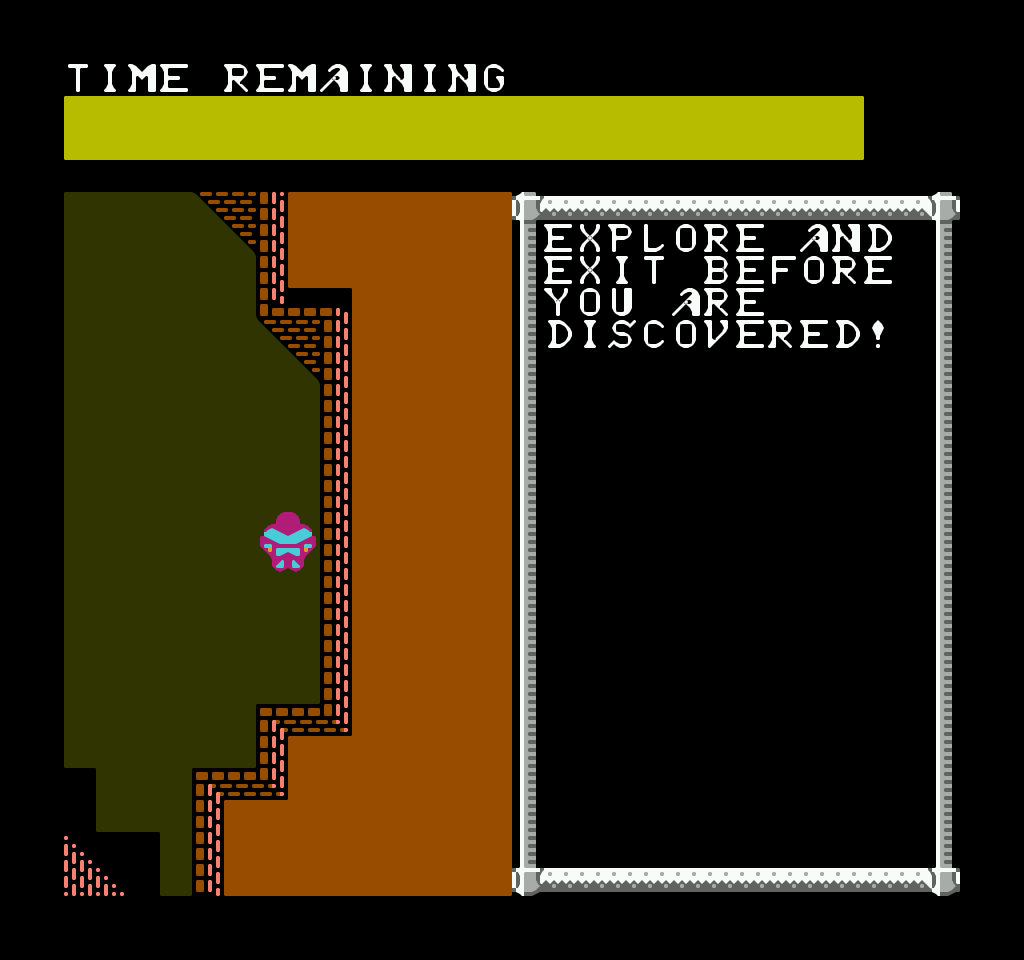 TIME REMAINING
EXPLORE AND
EXIT BEFORE
YOU ARE
DISCOVERED!